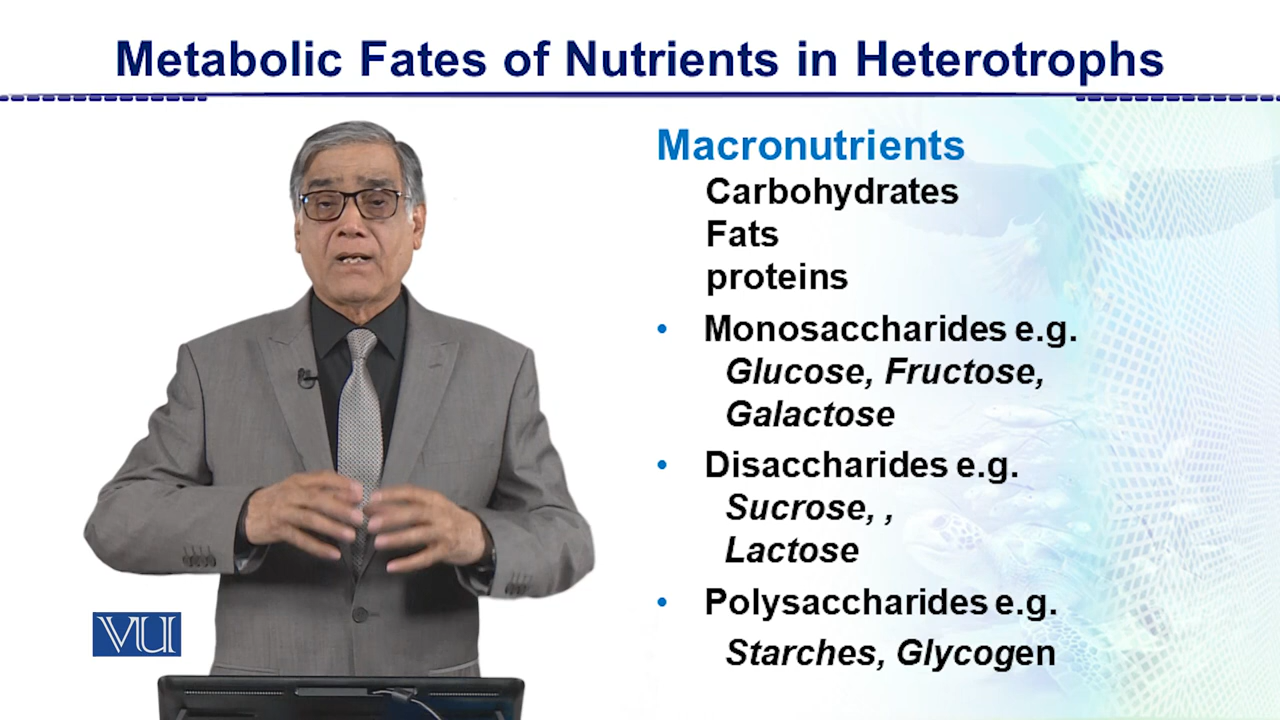 Metabolic Fates of Nutrients in Heterotrophs
Macronutrients
Carbohydrates
Fats
proteins
• Monosaccharides e.g.
Glucose, Fructose,
Galactose
• Disaccharides e.g.
Sucrose, ,
Lactose
• Polysaccharides e.g.
Starches, Glycogen
VU